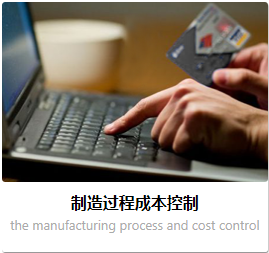 制造过程成本控制
the manufacturing process and cost control